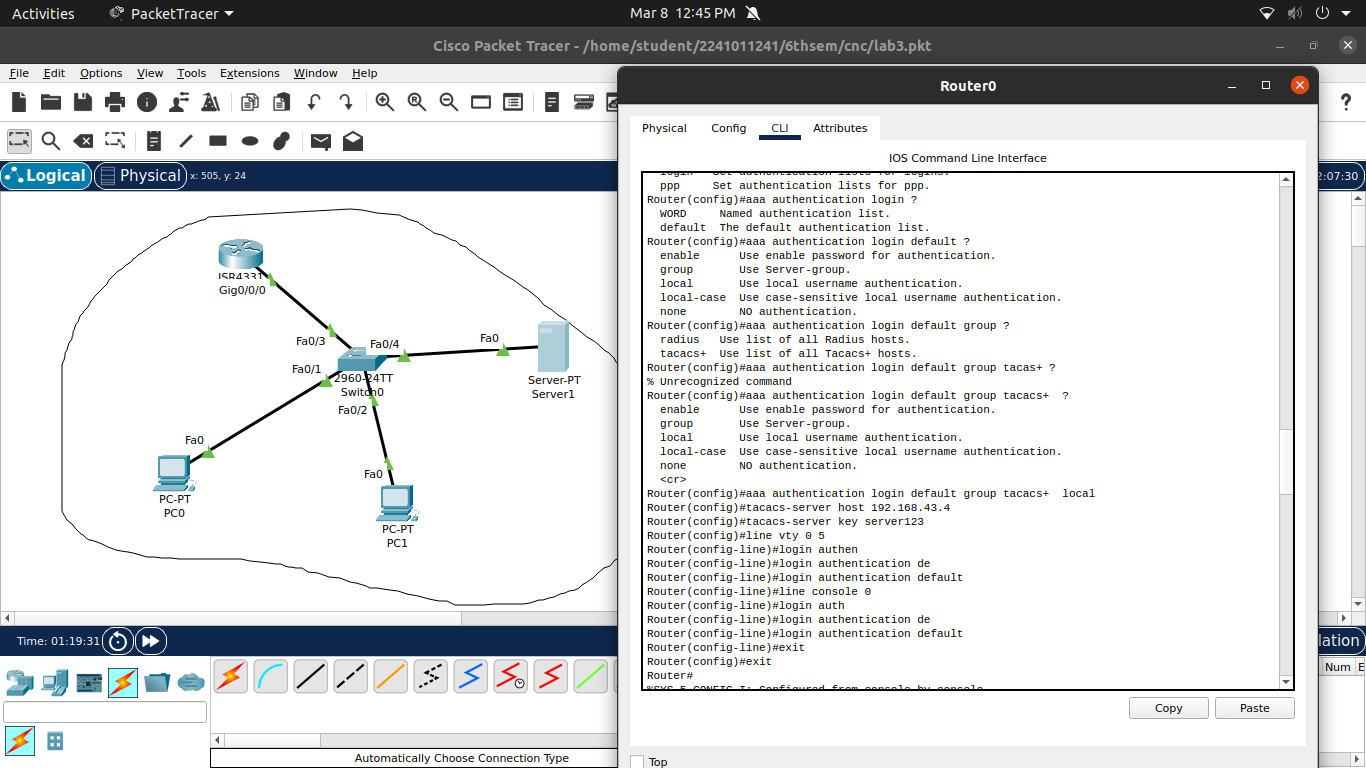 Activities
PacketTracer
Mar 8 12:45 PM
Cisco Packet Tracer - /home/student/2241011241/6thsem/cnc/lab3.pkt
File Edit Options View Tools Extensions Window Help
Logical
Physical
x: 505, y: 24
2:07:30
ISR4331
Gig0/0/0
Fa0/3
Fa0/4
Fa0
Fa0/1
2960-24TT
Switch0
Fa0/2
Server-PT
Server1
Fa0
PC-PT
PC0
Fa0
PC-PT
PC1
Time: 01:19:31
lation
Num E
Automatically Choose Connection Type
Router0
Physical Config CLI Attributes
IOS Command Line Interface
login Set authentication lists for logins.
ppp Set authentication lists for ppp.
Router(config)#aaa authentication login ?
WORD Named authentication list.
default The default authentication list.
Router(config)#aaa authentication login default ?
enable Use enable password for authentication.
group Use Server-group.
local Use local username authentication.
local-case Use case-sensitive local username authentication.
none NO authentication.
Router(config)#aaa authentication login default group ?
radius Use list of all Radius hosts.
tacacs+ Use list of all Tacacs+ hosts.
Router(config)#aaa authentication login default group tacas+ ?
% Unrecognized command
Router(config)#aaa authentication login default group tacacs+ ?
enable Use enable password for authentication.
group Use Server-group.
local Use local username authentication.
local-case Use case-sensitive local username authentication.
none NO authentication.
<cr>
Router(config)#aaa authentication login default group tacacs+ local
Router(config)#tacacs-server host 192.168.43.4
Router(config)#tacacs-server key server123
Router(config)#line vty 0 5
Router(config-line)#login authen
Router(config-line)#login authentication de
Router(config-line)#login authentication default
Router(config-line)#line console 0
Router(config-line)#login auth
Router(config-line)#login authentication de
Router(config-line)#login authentication default
Router(config-line)#exit
Router(config)#exit
Router#
%SYS-5-CONFIG_I: Configured from console by console
Copy Paste
Top